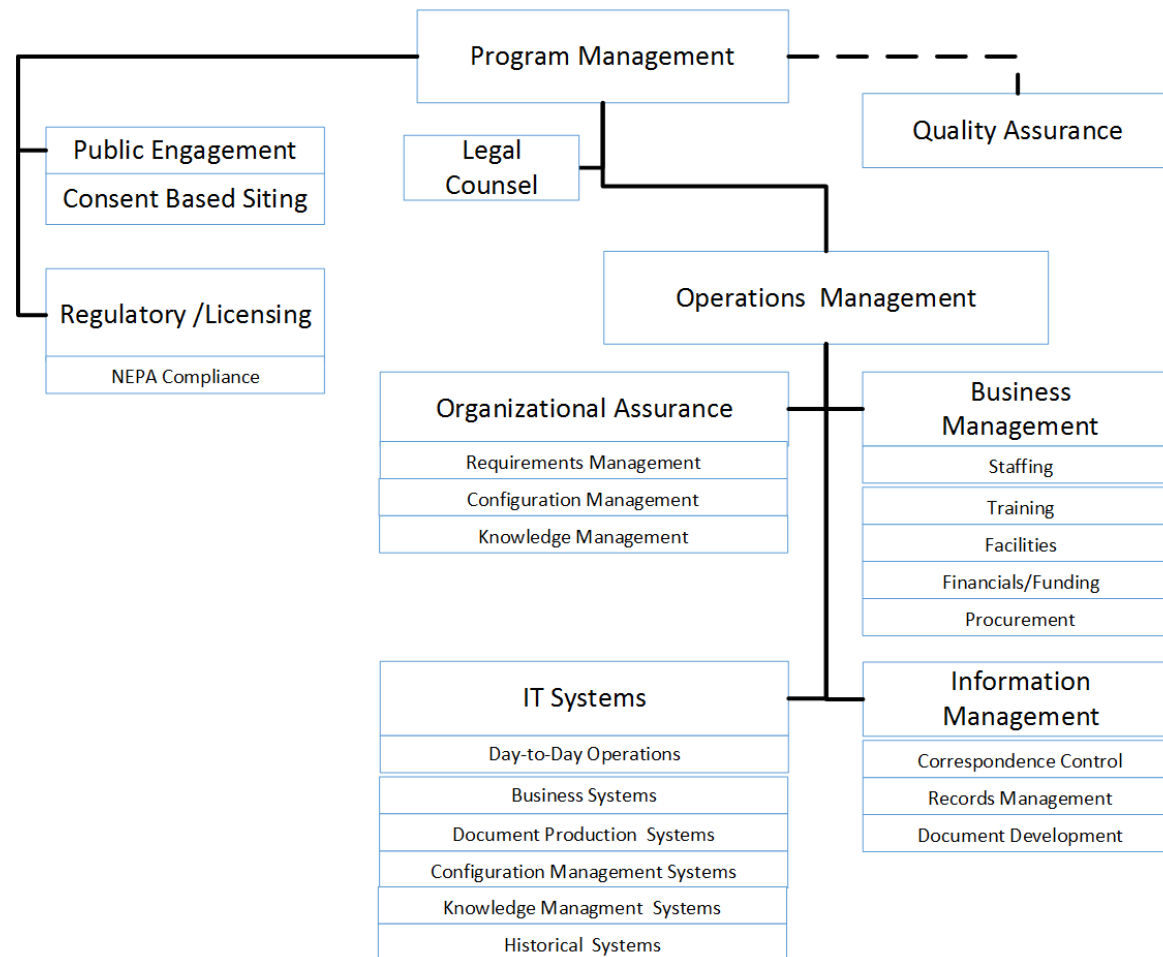 Program Management
Quality Assurance
Public Engagement
Consent Based Siting
Legal
Counsel
Regulatory /Licensing
NEPA Compliance
Operations  Management
Organizational Assurance
Requirements Management
Configuration Management
Knowledge Management
Business
Management
Staffing
Training
Facilities
Financials/Funding
Procurement
IT Systems
Day-to-Day Operations
Business Systems
Document Production  Systems
Configuration Management Systems
Knowledge Managment  Systems
Historical  Systems
Information
Management
Correspondence Control
Records Management
Document Development